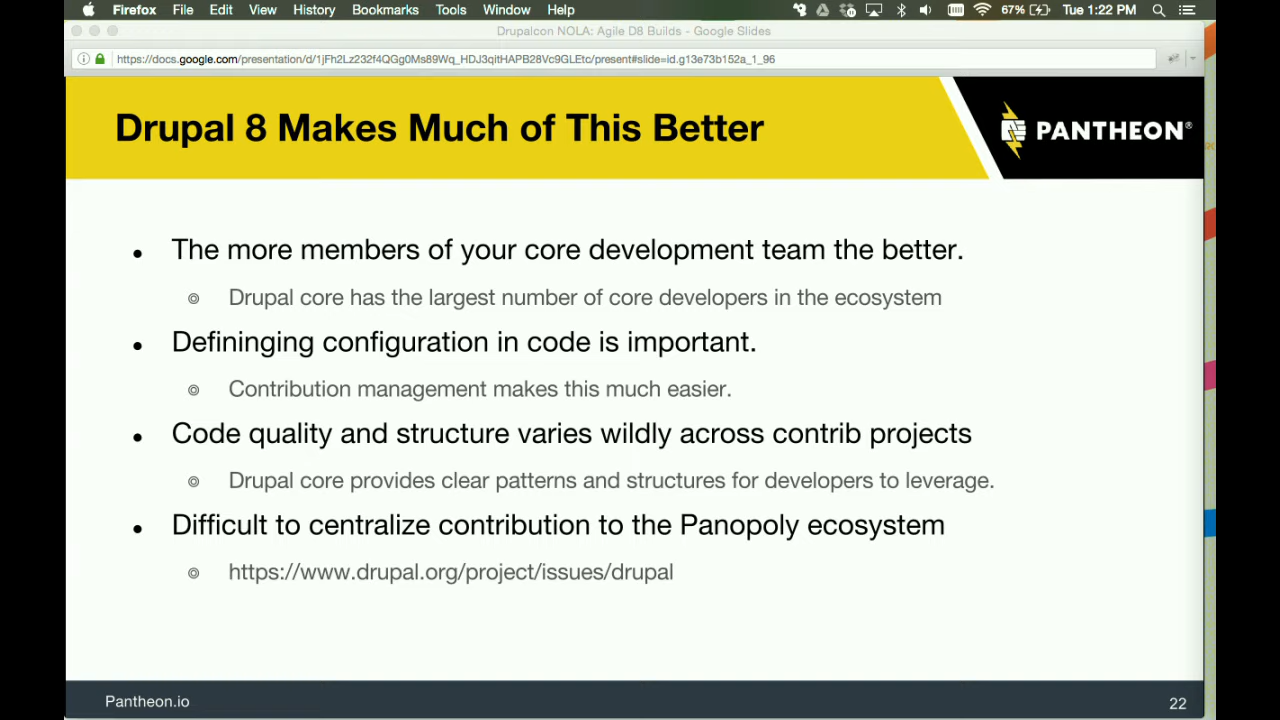 Firefox File Edit View History Bookmarks Tools Window Help 67% Tue 1:22 PM
Drupalcon NOLA: Agile D8 Builds - Google Slides
https://docs.google.com/presentation/d/1jFh2Lz232f4QGg0Ms89Wq_HDJ3qitHAPB28Vc9GLEtc/present#slide=id.g13e73b152a_1_96
Drupal 8 Makes Much of This Better
PANTHEON®
• The more members of your core development team the better.
Drupal core has the largest number of core developers in the ecosystem
• Defininging configuration in code is important.
Contribution management makes this much easier.
• Code quality and structure varies wildly across contrib projects
Drupal core provides clear patterns and structures for developers to leverage.
• Difficult to centralize contribution to the Panopoly ecosystem
https://www.drupal.org/project/issues/drupal
Pantheon.io
22